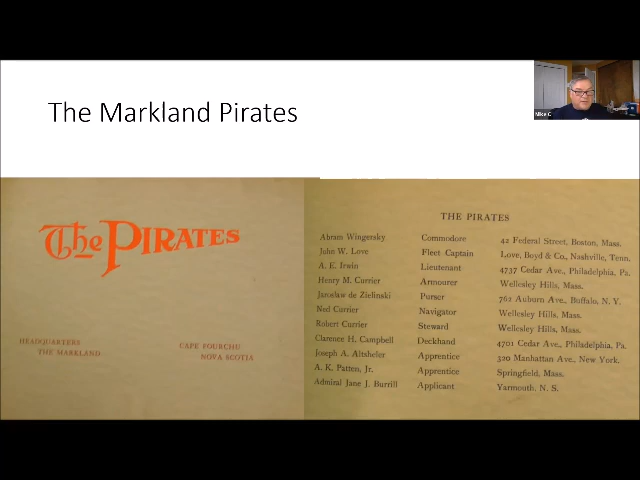 The Markland Pirates
Mike C
The PIRATES
HEADQUARTERS
THE MARKLAND
CAPE FOURCHU
NOVA SCOTIA
THE PIRATES
Abram Wingersky Commodore 42 Federal Street, Boston, Mass.
John W. Love Fleet Captain Love, Boyd & Co., Nashville, Tenn.
A. E. Irwin Lieutenant 4737 Cedar Ave., Philadelphia, Pa.
Henry M. Currier Armourer Wellesley Hills, Mass.
Jaroslaw de Zielinski Purser 762 Auburn Ave., Buffalo, N. Y.
Ned Currier Navigator Wellesley Hills, Mass.
Robert Currier Steward Wellesley Hills, Mass.
Clarence H. Campbell Deckhand 4701 Cedar Ave., Philadelphia, Pa.
Joseph A. Altsheler Apprentice 320 Manhattan Ave., New York.
A. K. Patten, Jr. Apprentice Springfield, Mass.
Admiral Jane J. Burrill Applicant Yarmouth, N. S.